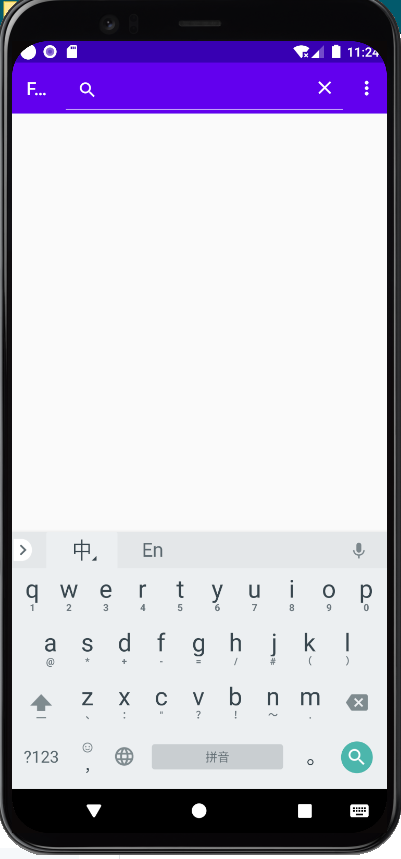 11:24
F...
中 En
q w e r t y u i o p
1 2 3 4 5 6 7 8 9 0
a s d f g h j k l
@ * + - = / # ( )
z x c v b n m
、 : " ? ! ～ .
?123 , 拼音 。